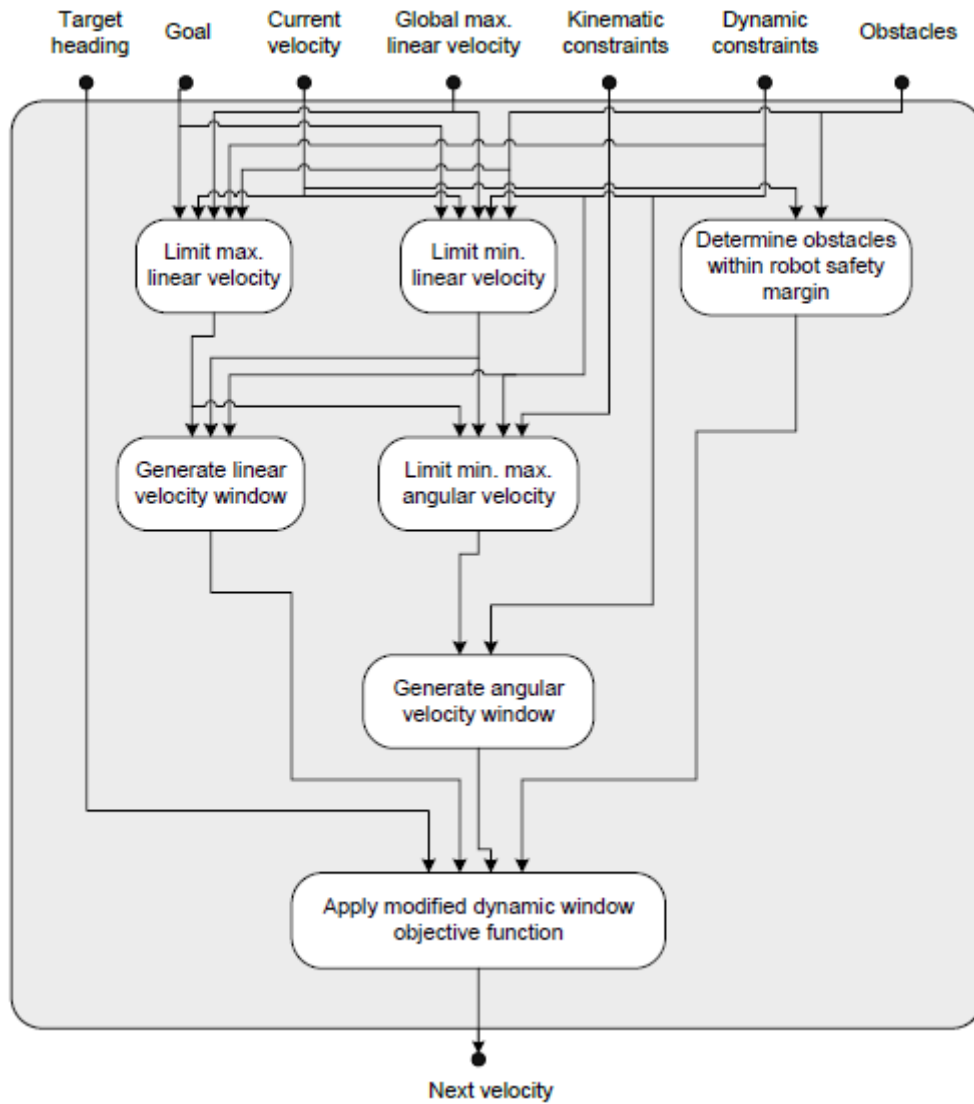 Target
heading
Goal
Current
velocity
Global max.
linear velocity
Kinematic
constraints
Dynamic
constraints
Obstacles
Limit max.
linear velocity
Limit min.
linear velocity
Determine obstacles
within robot safety
margin
Generate linear
velocity window
Limit min. max.
angular velocity
Generate angular
velocity window
Apply modified dynamic window
objective function
Next velocity